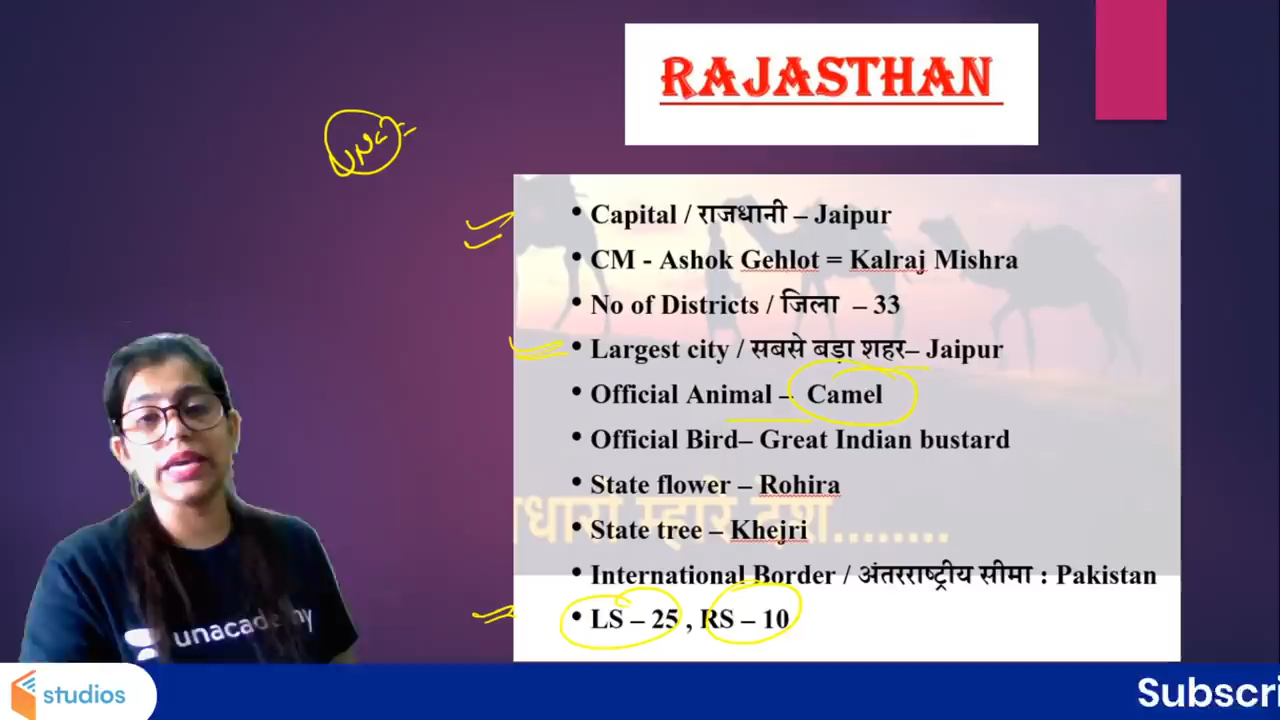 RAJASTHAN
• Capital / राजधानी – Jaipur
• CM - Ashok Gehlot = Kalraj Mishra
• No of Districts / जिला – 33
• Largest city / सबसे बड़ा शहर– Jaipur
• Official Animal – Camel
• Official Bird– Great Indian bustard
• State flower – Rohira
• State tree – Khejri
• International Border / अंतरराष्ट्रीय सीमा : Pakistan
• LS – 25 , RS – 10
म्हारे देश........
unacademy
studios
Subscri